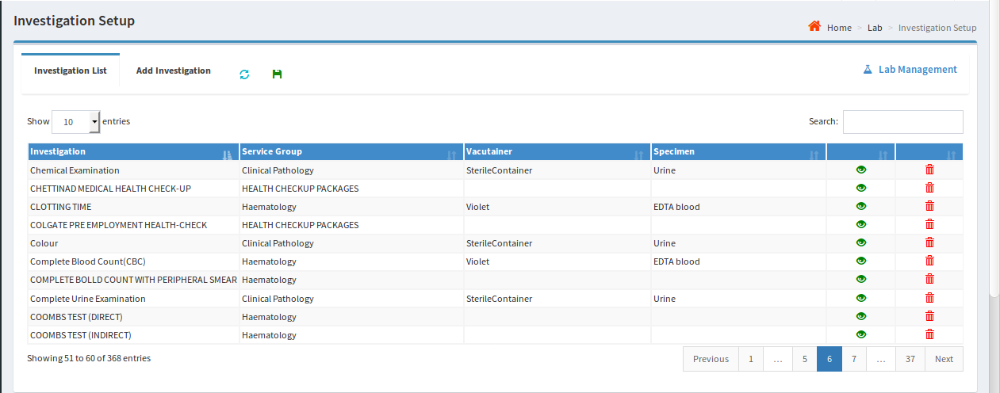 Investigation Setup
Home > Lab > Investigation Setup
Investigation List Add Investigation Lab Management
Show 10 entries Search:
Investigation Service Group Vacutainer Specimen
Chemical Examination Clinical Pathology SterileContainer Urine
CHETTINAD MEDICAL HEALTH CHECK-UP HEALTH CHECKUP PACKAGES
CLOTTING TIME Haematology Violet EDTA blood
COLGATE PRE EMPLOYMENT HEALTH-CHECK HEALTH CHECKUP PACKAGES
Colour Clinical Pathology SterileContainer Urine
Complete Blood Count(CBC) Haematology Violet EDTA blood
COMPLETE BOLLD COUNT WITH PERIPHERAL SMEAR Haematology
Complete Urine Examination Clinical Pathology SterileContainer Urine
COOMBS TEST (DIRECT) Haematology
COOMBS TEST (INDIRECT) Haematology
Showing 51 to 60 of 368 entries Previous 1 ... 5 6 7 ... 37 Next